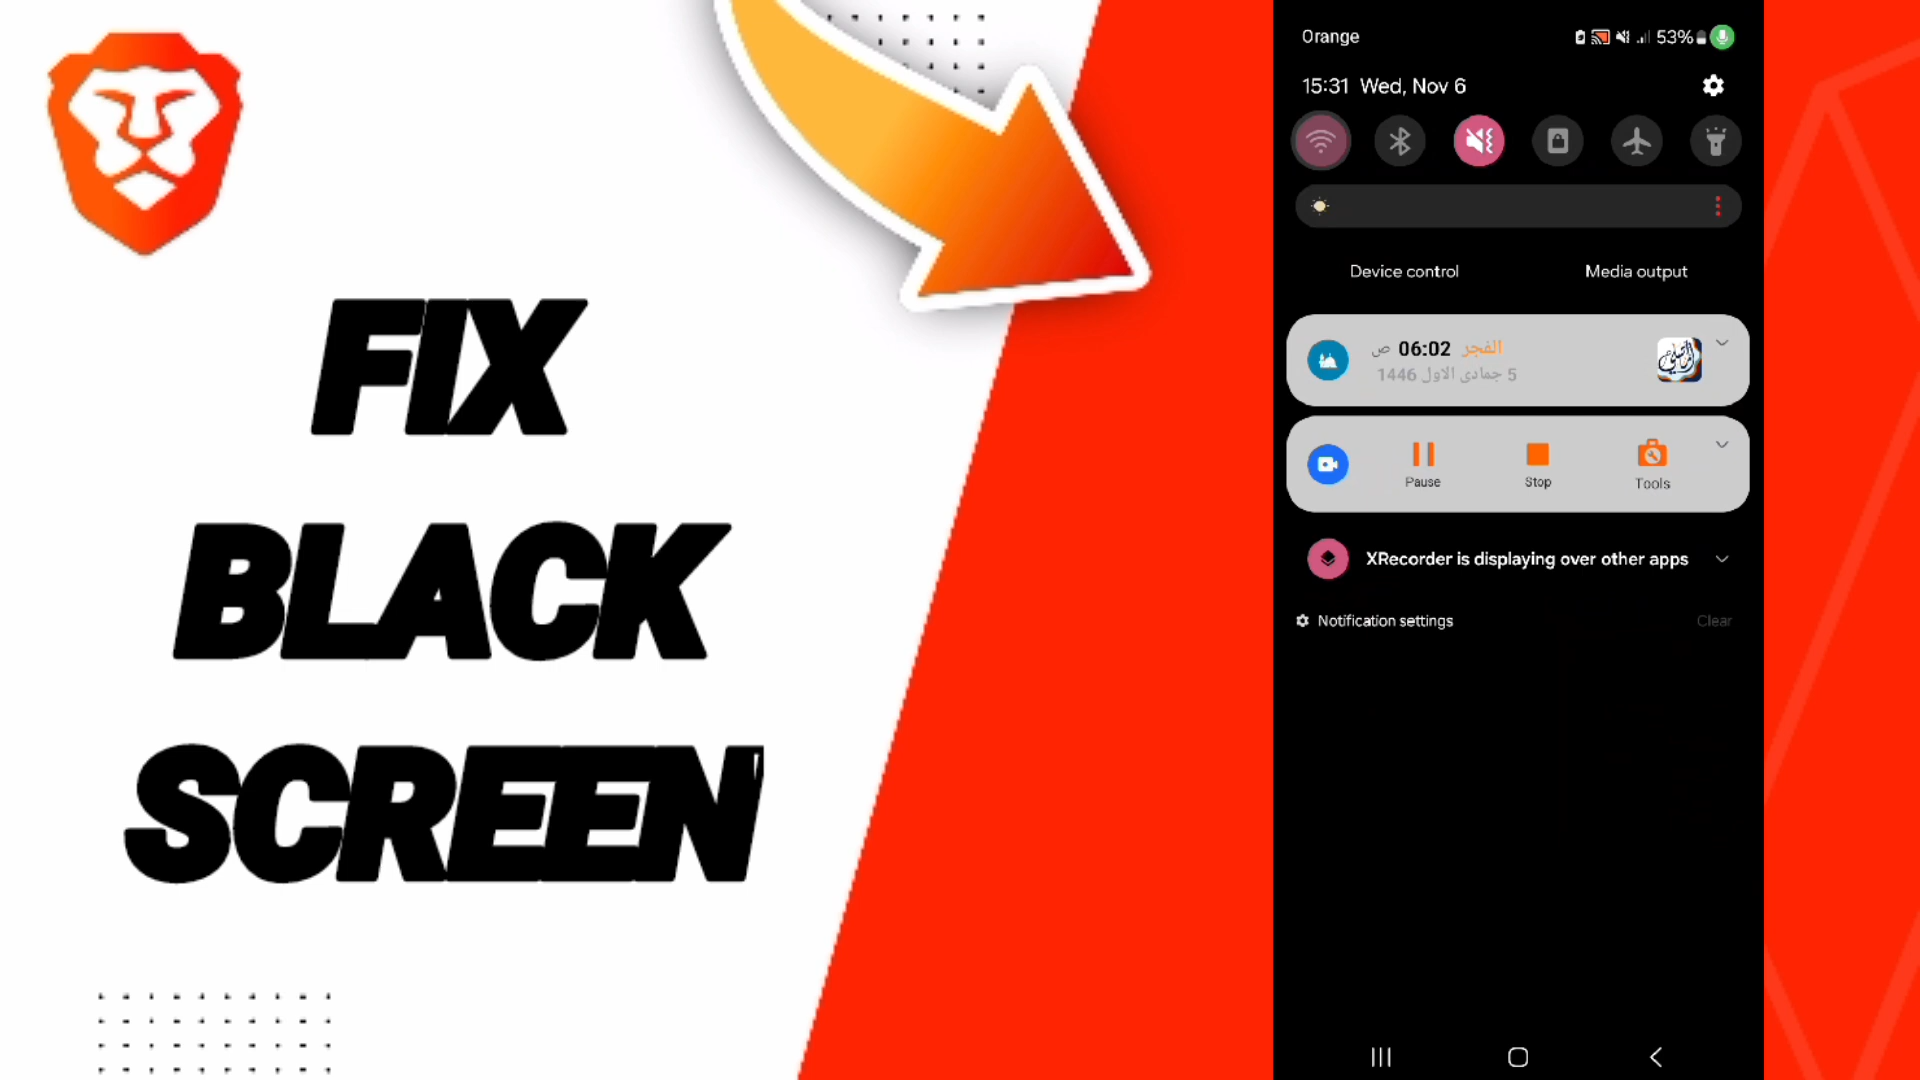 FIX
BLACK
SCREEN
Orange
53%
15:31 Wed, Nov 6
Device control
Media output
الفجر 06:02 ص
5 جمادى الاول 1446
Pause
Stop
Tools
XRecorder is displaying over other apps
Notification settings
Clear